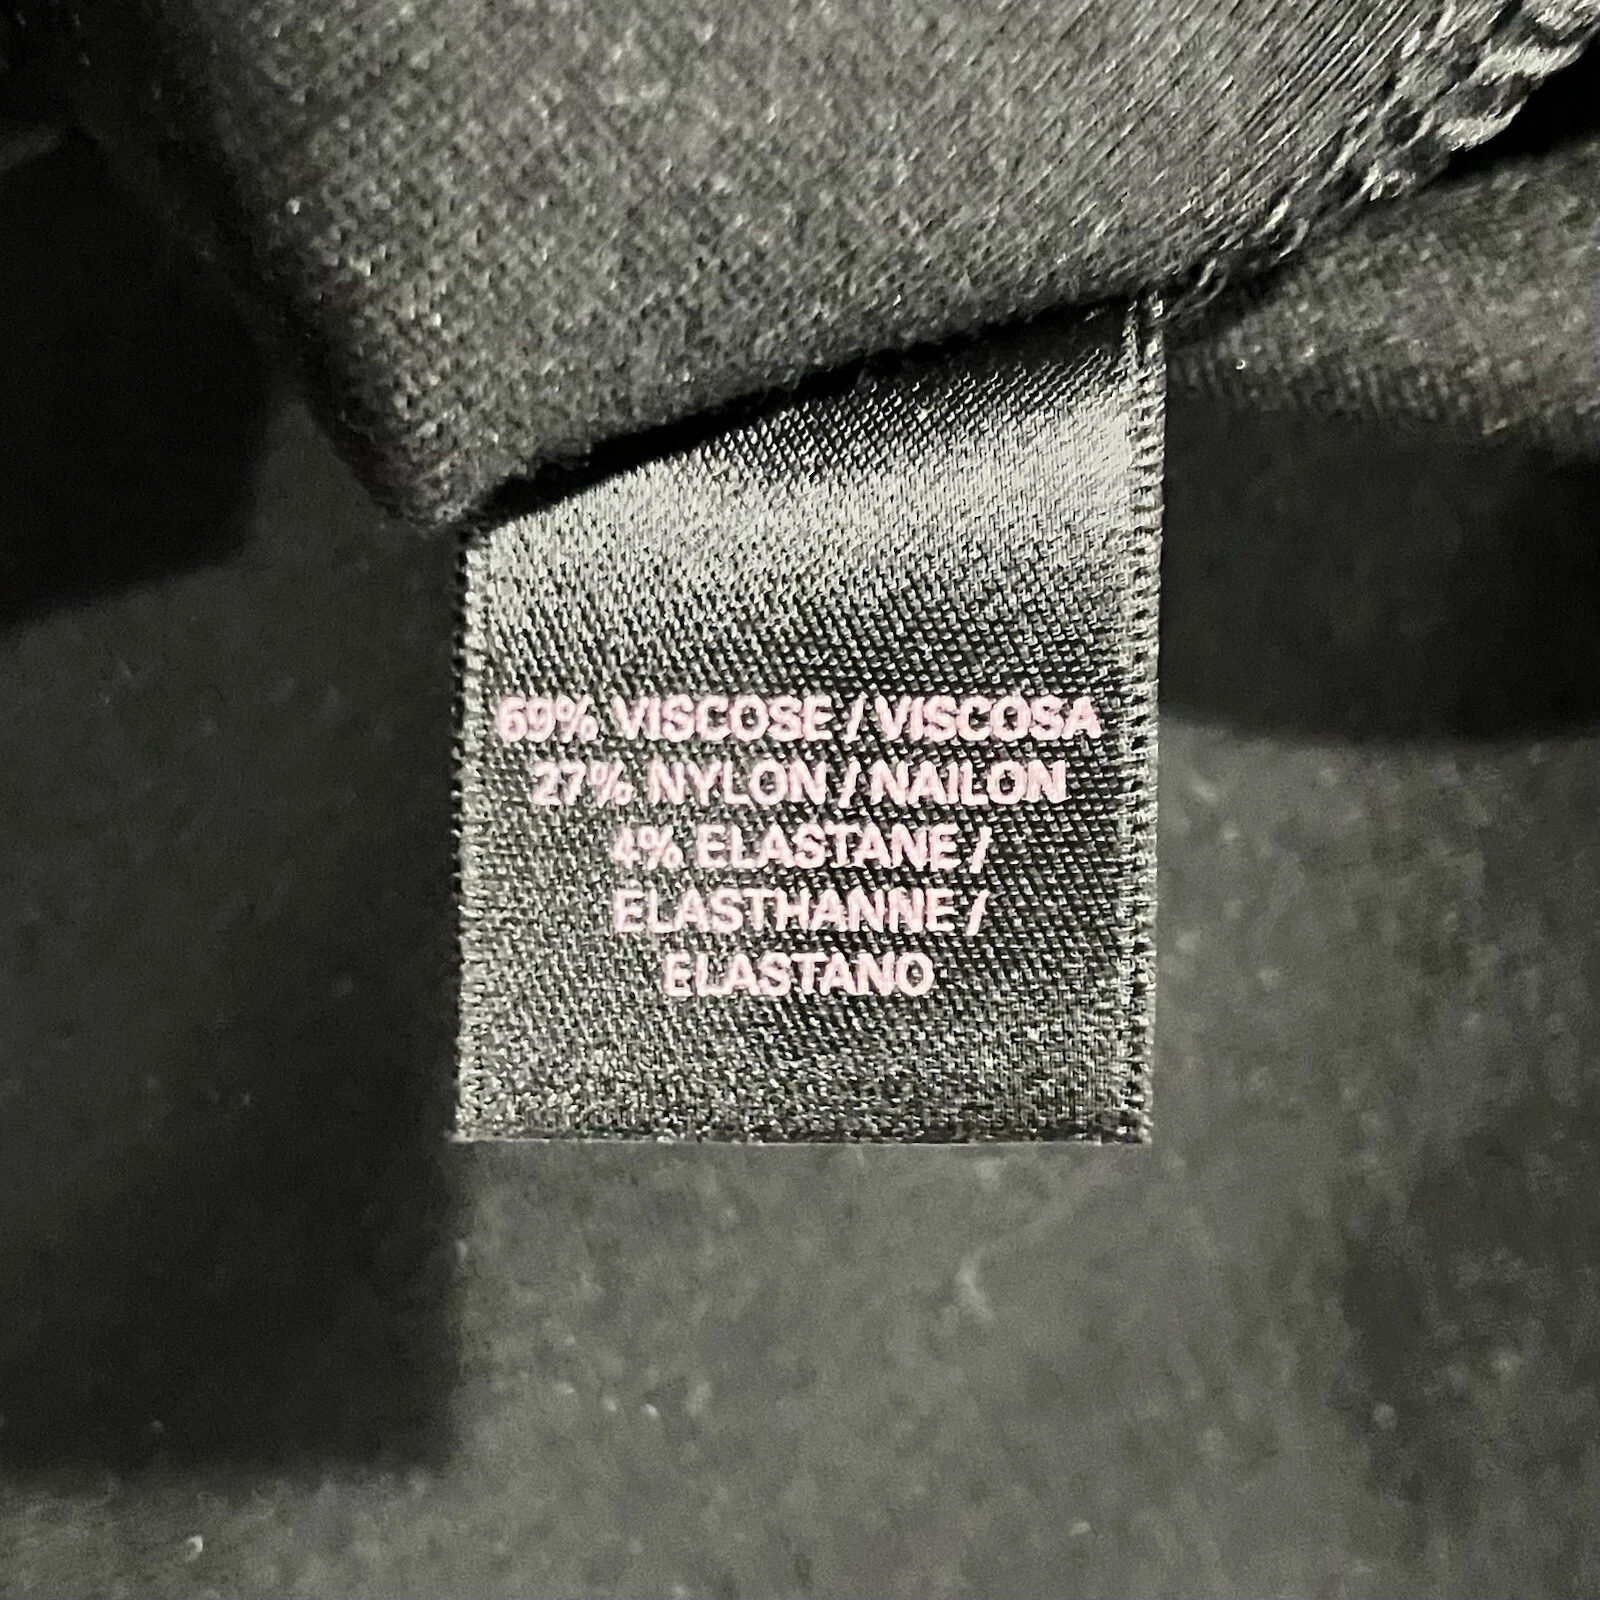 69% VISCOSE / VISCOSA
27% NYLON / NAILON
4% ELASTANE /
ELASTHANNE /
ELASTANO